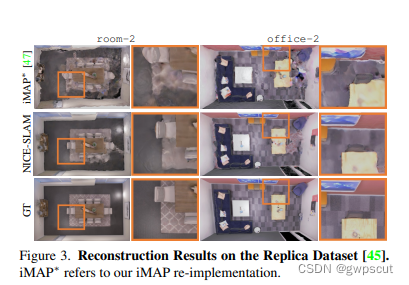 room-2 office-2
iMAP* [47]
NICE-SLAM
GT
Figure 3. Reconstruction Results on the Replica Dataset [45].
iMAP* refers to our iMAP re-implementation.
CSDN @gwpscut